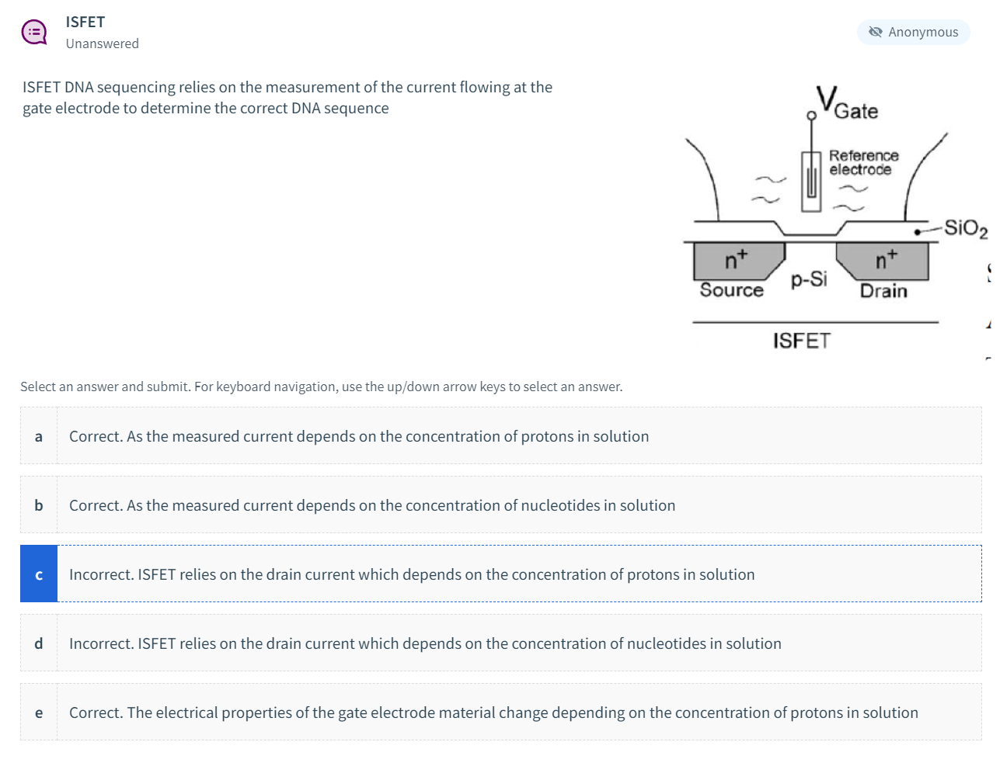 ISFET
Unanswered
Anonymous
ISFET DNA sequencing relies on the measurement of the current flowing at the
gate electrode to determine the correct DNA sequence
VGate
Reference
electrode
SiO2
n+
n+
p-Si
Source
Drain
ISFET
Select an answer and submit. For keyboard navigation, use the up/down arrow keys to select an answer.
a Correct. As the measured current depends on the concentration of protons in solution
b Correct. As the measured current depends on the concentration of nucleotides in solution
c Incorrect. ISFET relies on the drain current which depends on the concentration of protons in solution
d Incorrect. ISFET relies on the drain current which depends on the concentration of nucleotides in solution
e Correct. The electrical properties of the gate electrode material change depending on the concentration of protons in solution